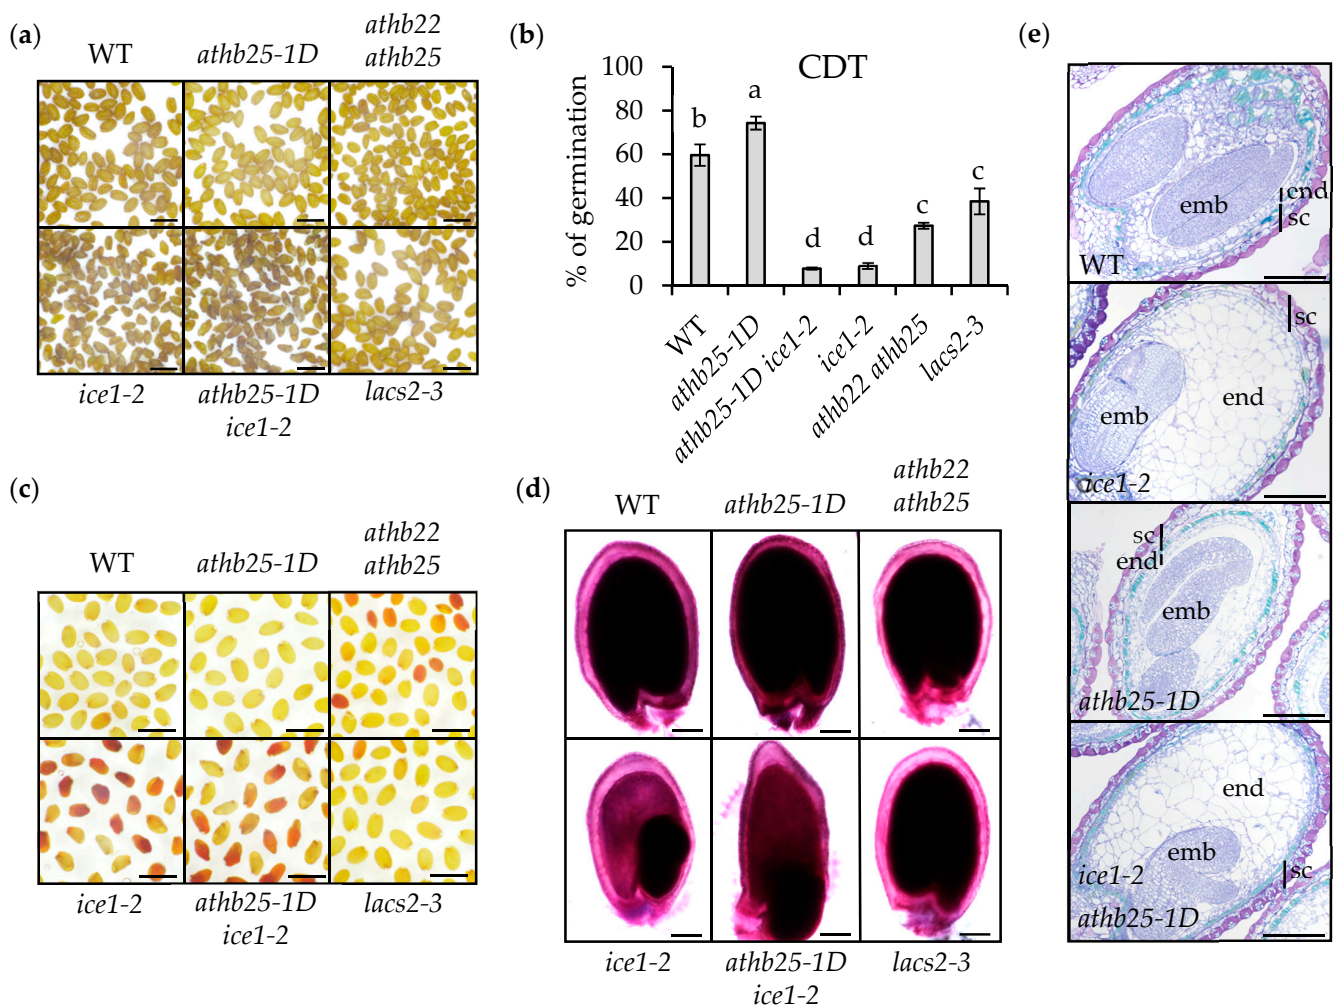 (a)
WT
athb25-1D
athb22
athb25
ice1-2
athb25-1D
ice1-2
lacs2-3
(b)
CDT
% of germination
100
80
60
40
20
0
b
a
d
d
c
c
WT
athb25-1D
athb25-1D ice1-2
ice1-2
athb22 athb25
lacs2-3
(c)
WT
athb25-1D
athb22
athb25
ice1-2
athb25-1D
ice1-2
lacs2-3
(d)
WT
athb25-1D
athb22
athb25
ice1-2
athb25-1D
ice1-2
lacs2-3
(e)
emb
end
sc
WT
sc
emb
end
ice1-2
sc
end
emb
athb25-1D
end
emb
ice1-2
sc
athb25-1D